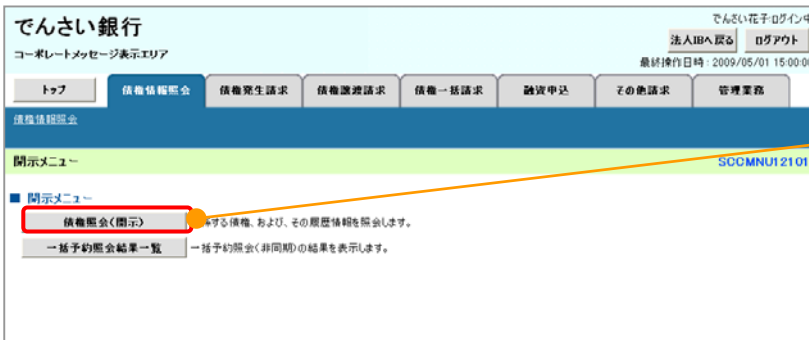 でんさい銀行
コーポレートメッセージ表示エリア
でんさい花子 ログイン中
法人IBへ戻る ログアウト
最終操作日時：2009/05/01 15:00:00
トップ 債権情報照会 債権発生請求 債権譲渡請求 債権一括請求 融資申込 その他請求 管理業務
債権情報照会
開示メニュー SCCMNU12101
■ 開示メニュー
債権照会(開示) する債権、および、その履歴情報を照会します。
一括予約照会結果一覧 一括予約照会(非同期)の結果を表示します。